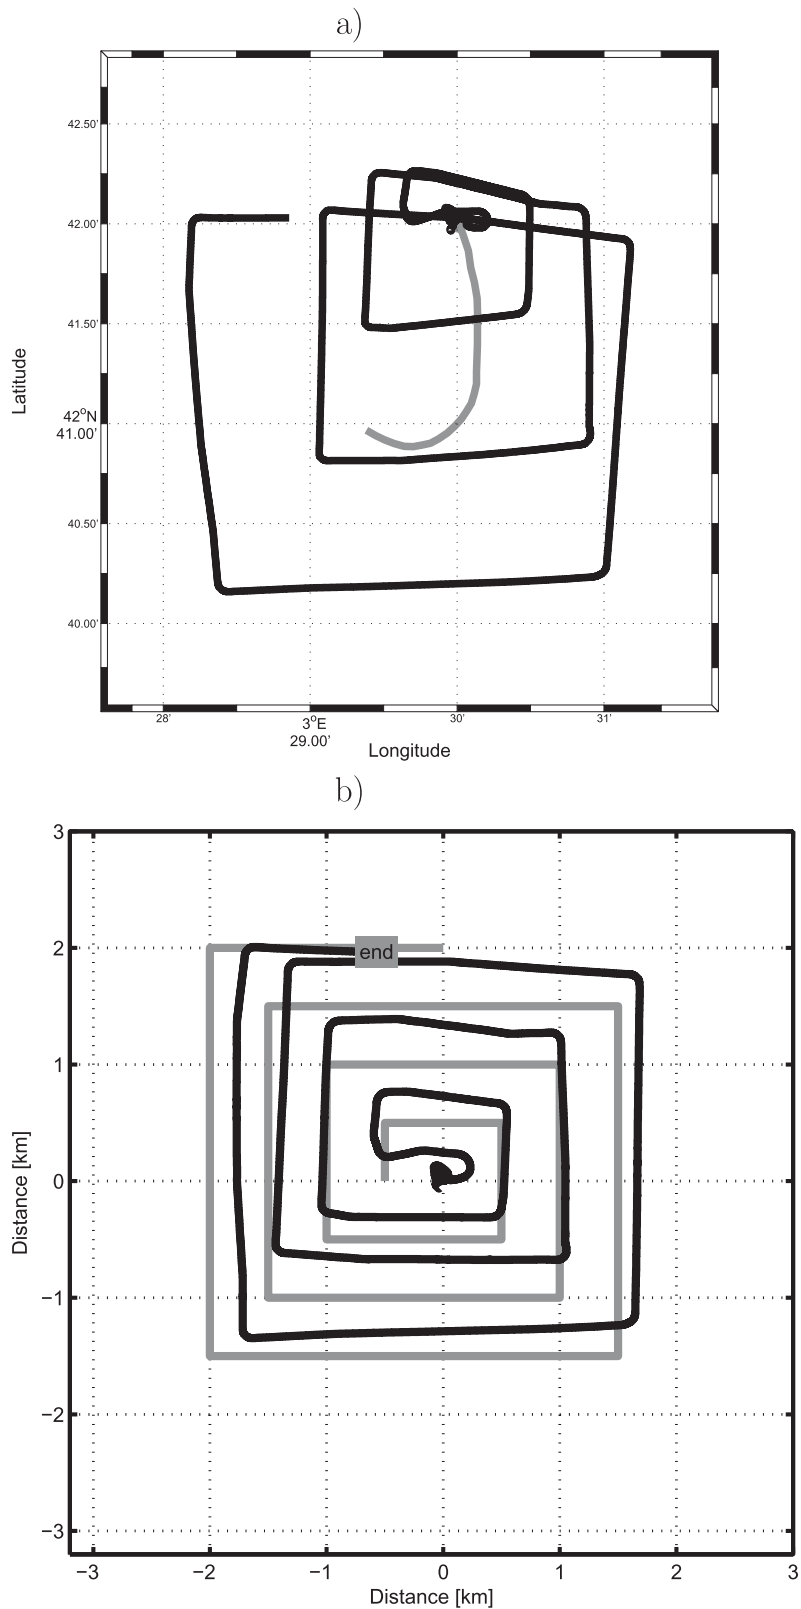 a)
42.50'
42.00'
41.50'
42°N
41.00'
40.50'
40.00'
Latitude
28'
3°E
29.00'
30'
31'
Longitude
b)
3
2
1
0
−1
−2
−3
end
Distance [km]
−3
−2
−1
0
1
2
3
Distance [km]